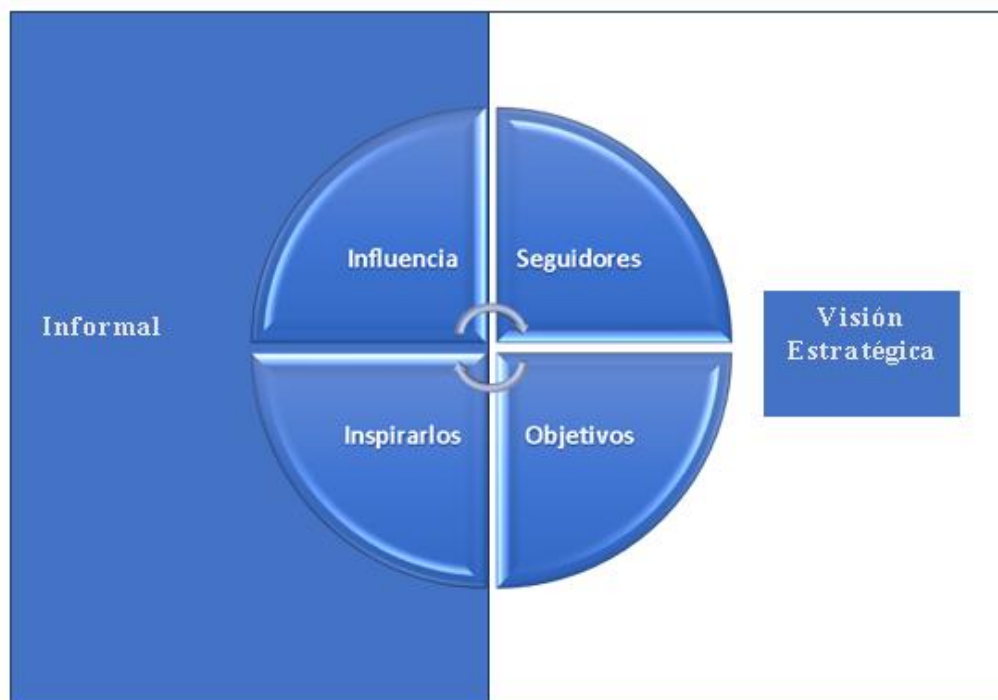 Influencia
Seguidores
Informal
Visión
Estratégica
Inspirarlos
Objetivos